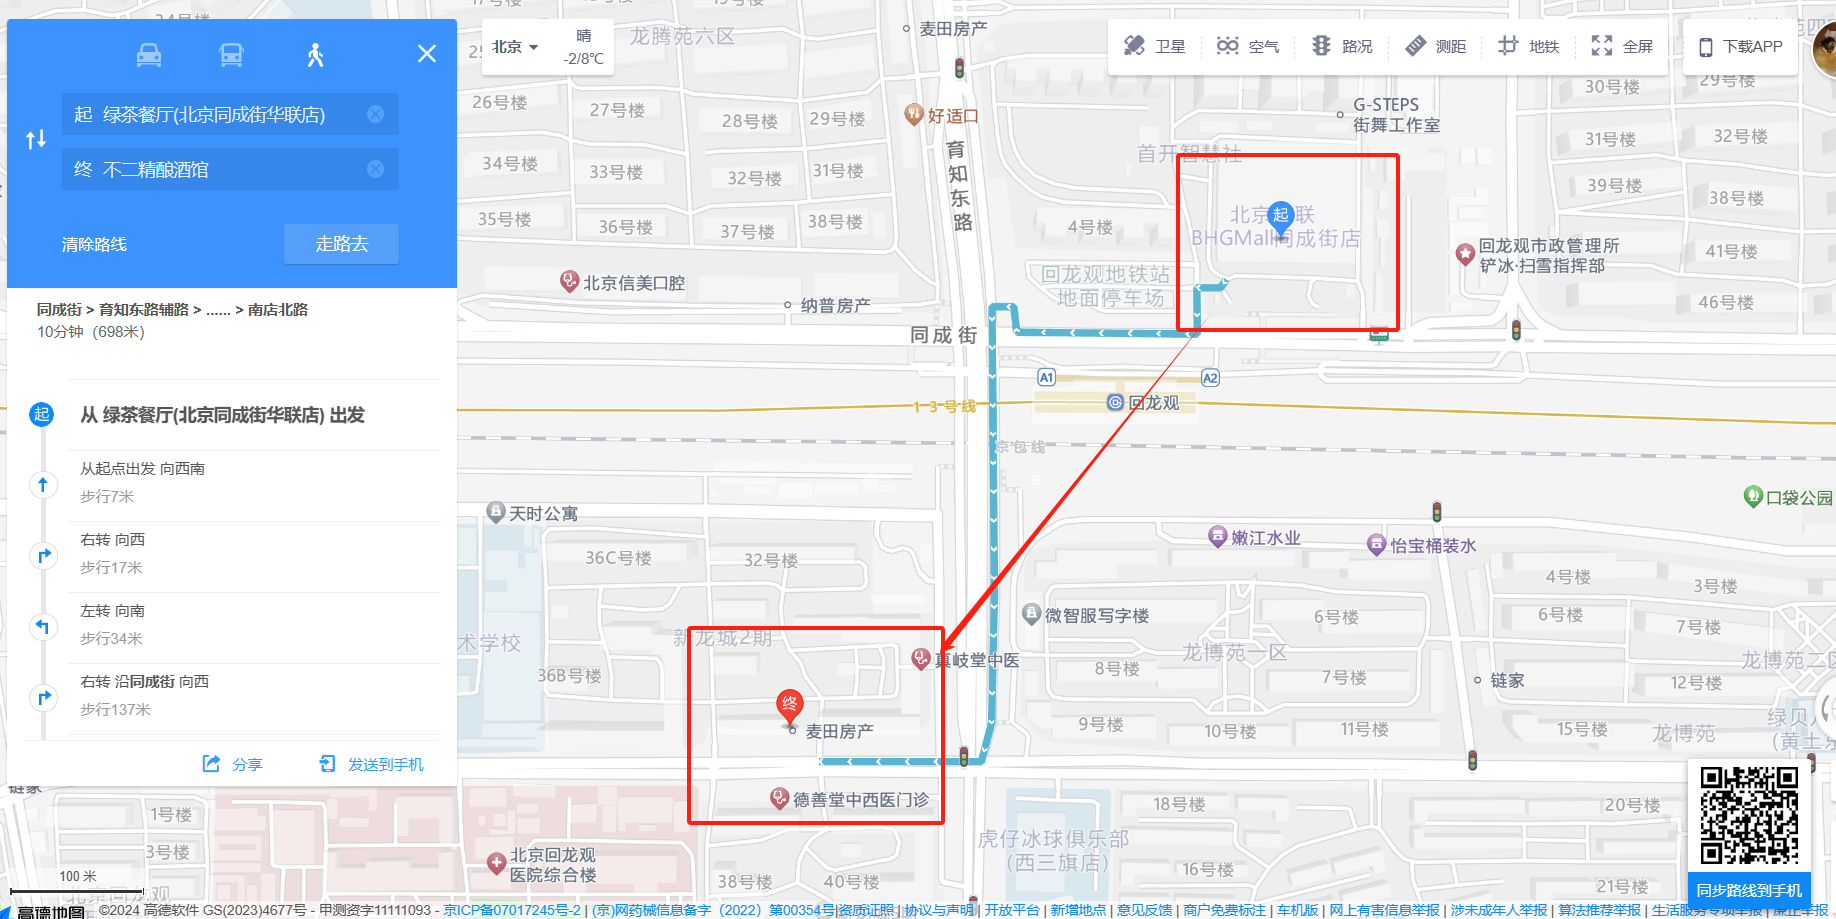 起 绿茶餐厅(北京同成街华联店)
终 不二精酿酒馆
清除路线
走路去
同成街 > 育知东路辅路 > ...... > 南店北路
10分钟（698米）
起
从 绿茶餐厅(北京同成街华联店) 出发
从起点出发 向西南
步行7米
右转 向西
步行17米
左转 向南
步行34米
右转 沿同成街 向西
步行137米
分享
发送到手机
北京
晴
-2/8℃
卫星
空气
路况
测距
地铁
全屏
下载APP
龙腾苑六区
麦田房产
26号楼
27号楼
28号楼
29号楼
好适口
G-STEPS
街舞工作室
30号楼
29号楼
31号楼
32号楼
34号楼
33号楼
32号楼
31号楼
育知东路
首开智慧社
39号楼
38号楼
35号楼
36号楼
37号楼
38号楼
4号楼
北京
起
联
BHGMall同成街店
回龙观市政管理所
铲冰·扫雪指挥部
41号楼
北京信美口腔
回龙观地铁站
地面停车场
46号楼
纳普房产
同成街
A1
A2
回龙观
13号线
京包线
口袋公园
天时公寓
嫩江水业
怡宝桶装水
36C号楼
32号楼
4号楼
3号楼
微智服写字楼
6号楼
6号楼
7号楼
术学校
新龙城2期
真岐堂中医
龙博苑一区
龙博苑二区
36B号楼
8号楼
7号楼
链家
12号楼
终
麦田房产
9号楼
10号楼
11号楼
15号楼
龙博苑
绿贝
德善堂中西医门诊
链家
1号楼
18号楼
20号楼
3号楼
北京回龙观
医院综合楼
虎仔冰球俱乐部
(西三旗店)
16号楼
38号楼
40号楼
21号楼
100 米
同步路线到手机
高德地图
©2024 高德软件 GS(2023)4677号 - 甲测资字11111093 - 京ICP备07017245号-2 | (京)网药械信息备字（2022）第00354号|资质证照 | 协议与声明 | 开放平台 | 新增地点 | 意见反馈 | 商户免费标注 | 车机版 | 网上有害信息举报 | 涉未成年人举报 | 算法推荐举报 | 生活服务专项举报 | 廉正举报